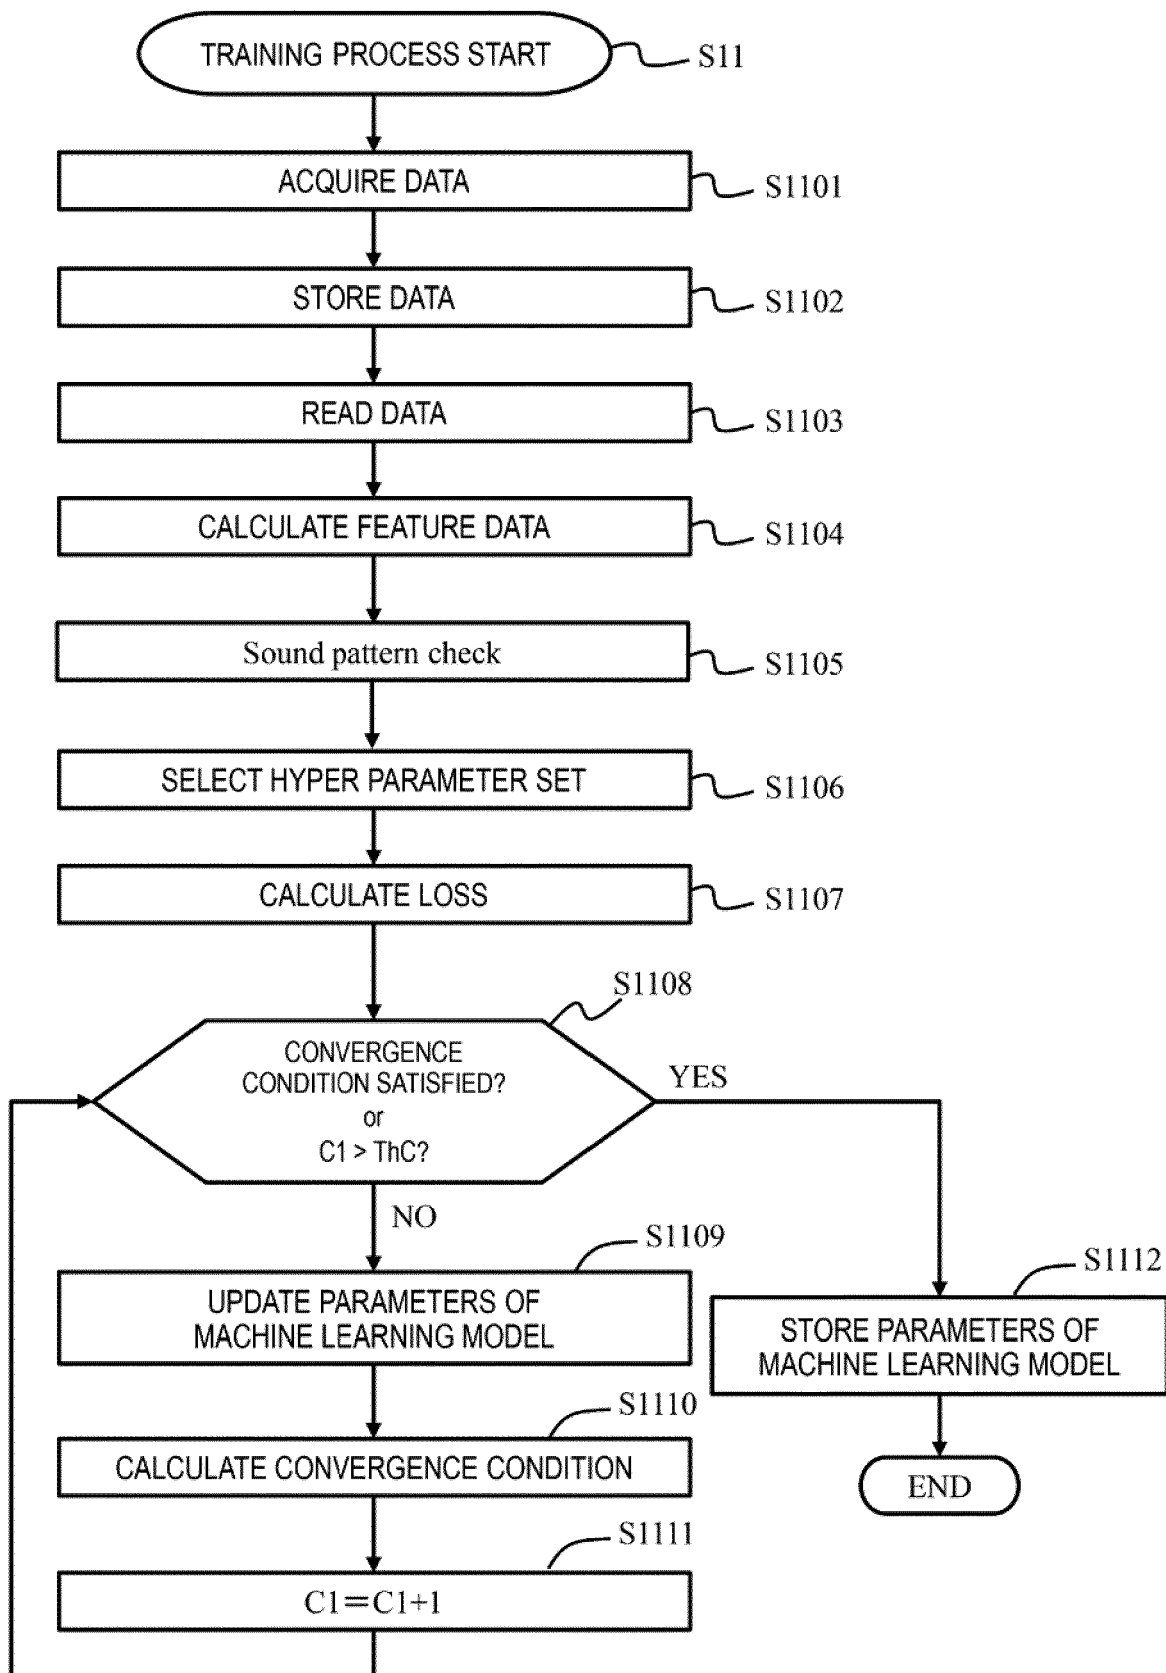 TRAINING PROCESS START
S11
ACQUIRE DATA
S1101
STORE DATA
S1102
READ DATA
S1103
CALCULATE FEATURE DATA
S1104
Sound pattern check
S1105
SELECT HYPER PARAMETER SET
S1106
CALCULATE LOSS
S1107
S1108
CONVERGENCE
CONDITION SATISFIED?
or
C1 > ThC?
YES
NO
S1109
UPDATE PARAMETERS OF
MACHINE LEARNING MODEL
S1112
STORE PARAMETERS OF
MACHINE LEARNING MODEL
S1110
CALCULATE CONVERGENCE CONDITION
END
S1111
C1=C1+1